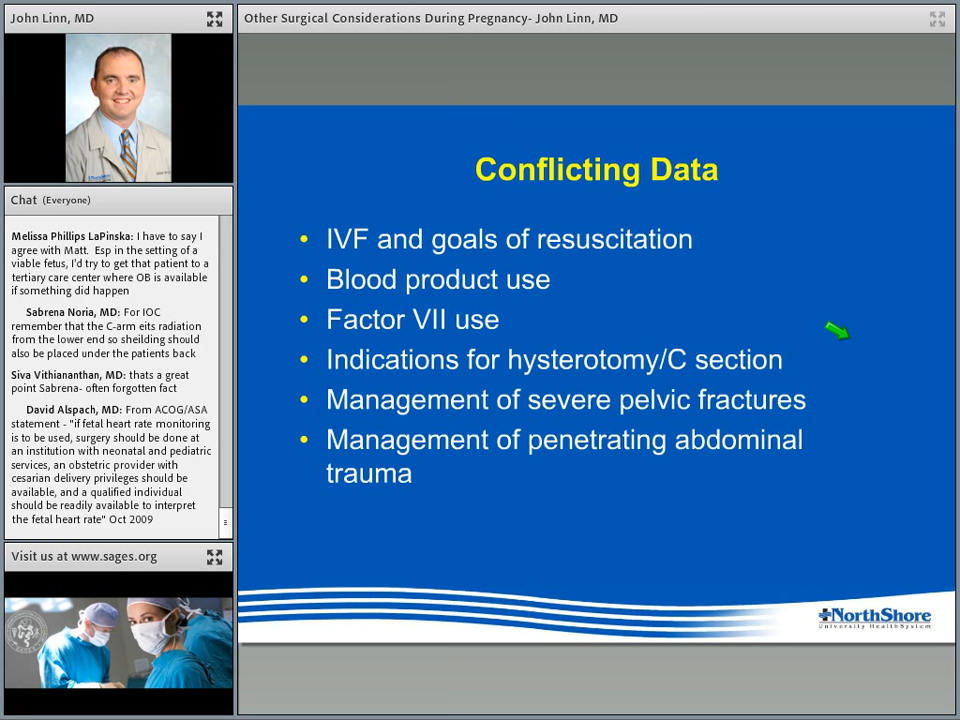 John Linn, MD
Other Surgical Considerations During Pregnancy- John Linn, MD
Chat (Everyone)
Melissa Phillips LaPinska: I have to say I
agree with Matt. Esp in the setting of a
viable fetus, I'd try to get that patient to a
tertiary care center where OB is available
if something did happen
Sabrena Noria, MD: For IOC
remember that the C-arm eits radiation
from the lower end so sheilding should
also be placed under the patients back
Siva Vithiananthan, MD: thats a great
point Sabrena- often forgotten fact
David Alspach, MD: From ACOG/ASA
statement - "if fetal heart rate monitoring
is to be used, surgery should be done at
an institution with neonatal and pediatric
services, an obstetric provider with
cesarian delivery privileges should be
available, and a qualified individual
should be readily available to interpret
the fetal heart rate" Oct 2009
Visit us at www.sages.org
Conflicting Data
• IVF and goals of resuscitation
• Blood product use
• Factor VII use
• Indications for hysterotomy/C section
• Management of severe pelvic fractures
• Management of penetrating abdominal
trauma
NorthShore
University HealthSystem